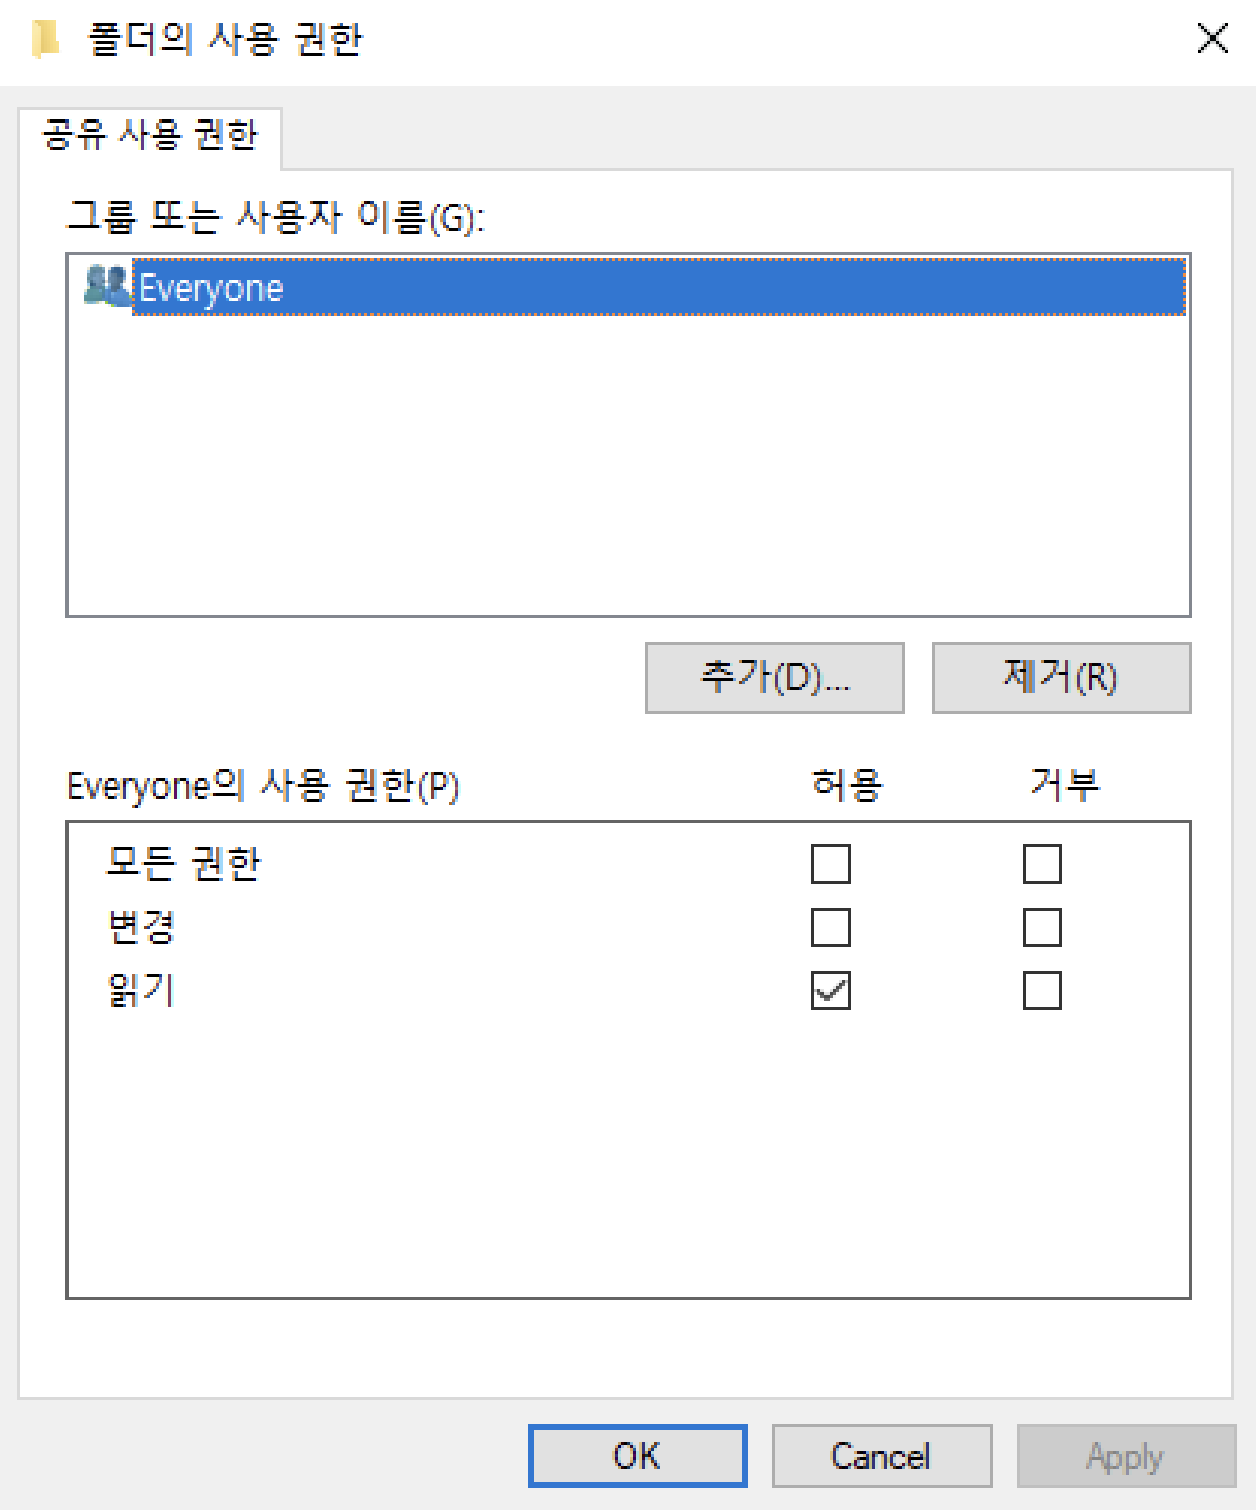 폴더의 사용 권한
공유 사용 권한
그룹 또는 사용자 이름(G):
Everyone
추가(D)... 제거(R)
Everyone의 사용 권한(P) 허용 거부
모든 권한
변경
읽기
OK Cancel Apply